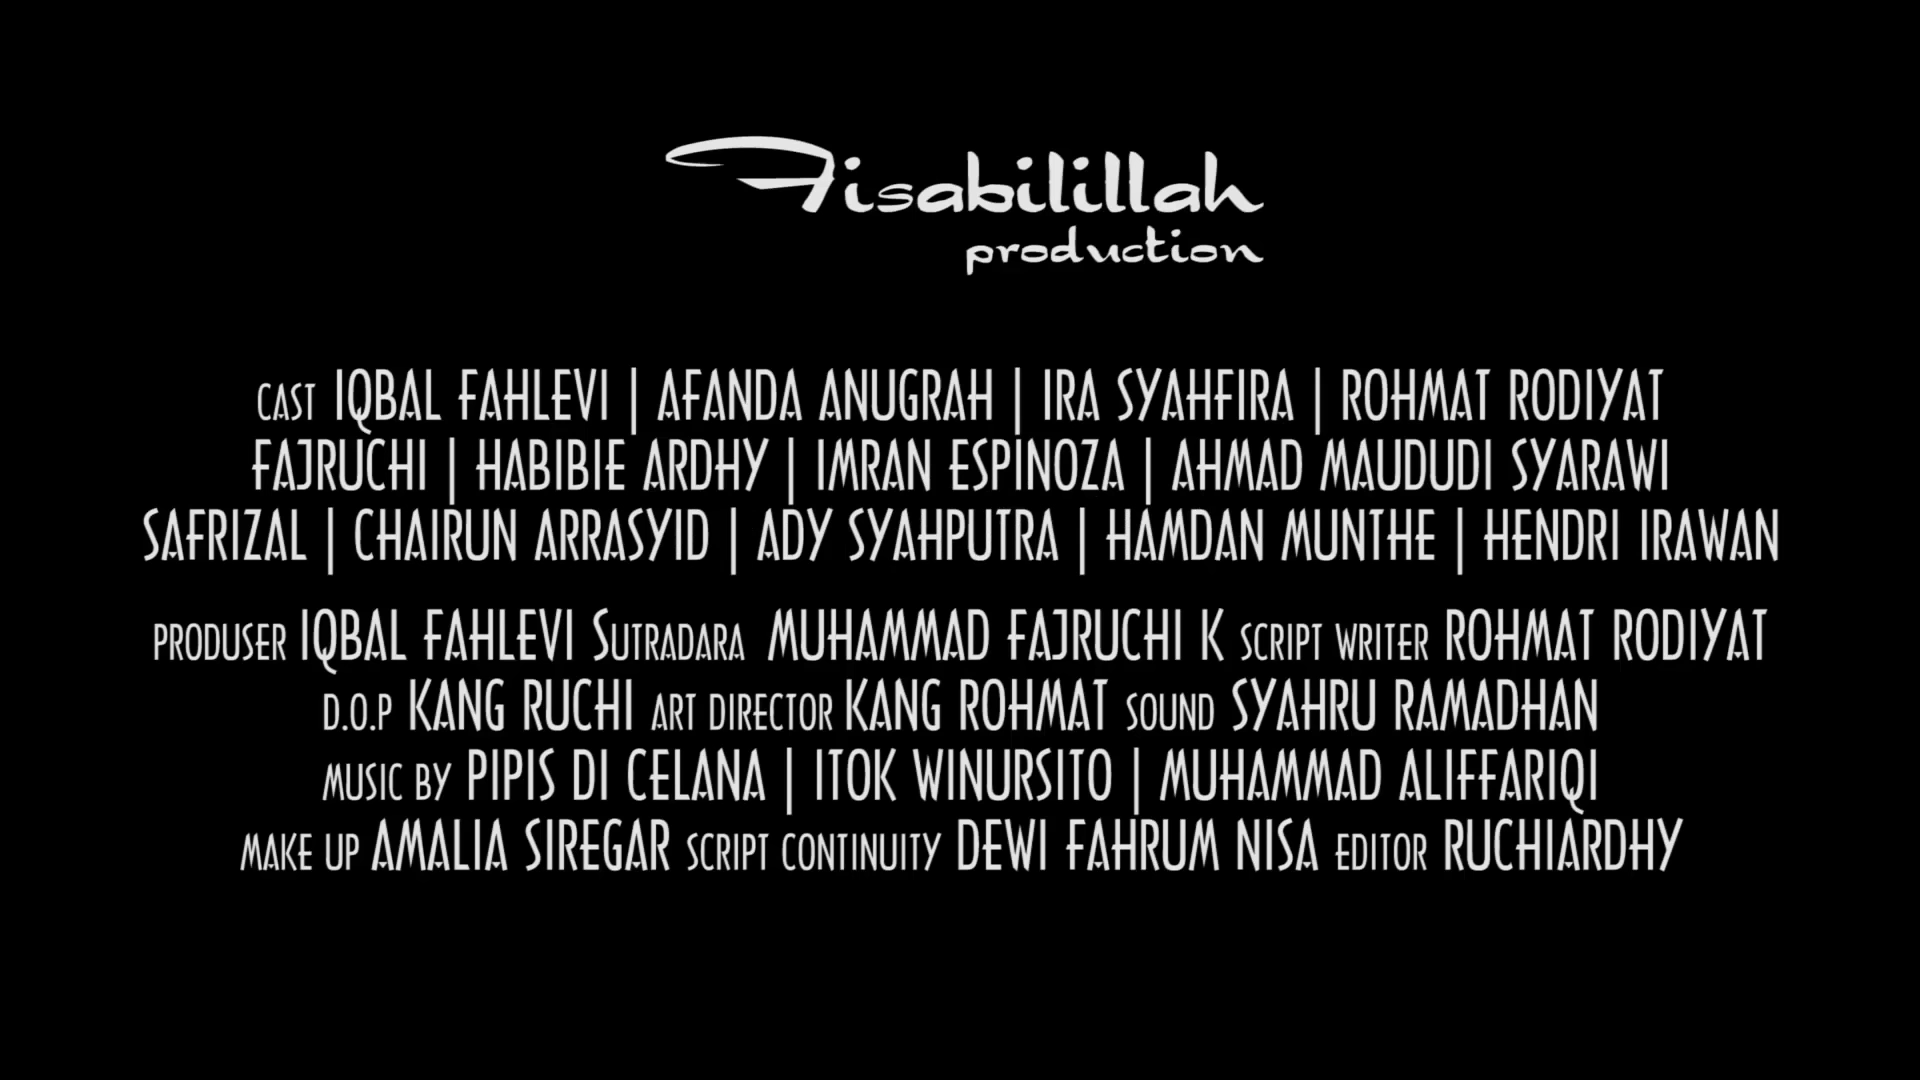 Fisabilillah
production
CAST IQBAL FAHLEVI | AFANDA ANUGRAH | IRA SYAHFIRA | ROHMAT RODIYAT
FAJRUCHI | HABIBIE ARDHY | IMRAN ESPINOZA | AHMAD MAUDUDI SYARAWI
SAFRIZAL | CHAIRUN ARRASYID | ADY SYAHPUTRA | HAMDAN MUNTHE | HENDRI IRAWAN
PRODUSER IQBAL FAHLEVI SUTRADARA MUHAMMAD FAJRUCHI K SCRIPT WRITER ROHMAT RODIYAT
D.O.P KANG RUCHI ART DIRECTOR KANG ROHMAT SOUND SYAHRU RAMADHAN
MUSIC BY PIPIS DI CELANA | ITOK WINURSITO | MUHAMMAD ALIFFARIQI
MAKE UP AMALIA SIREGAR SCRIPT CONTINUITY DEWI FAHRUM NISA EDITOR RUCHIARDHY